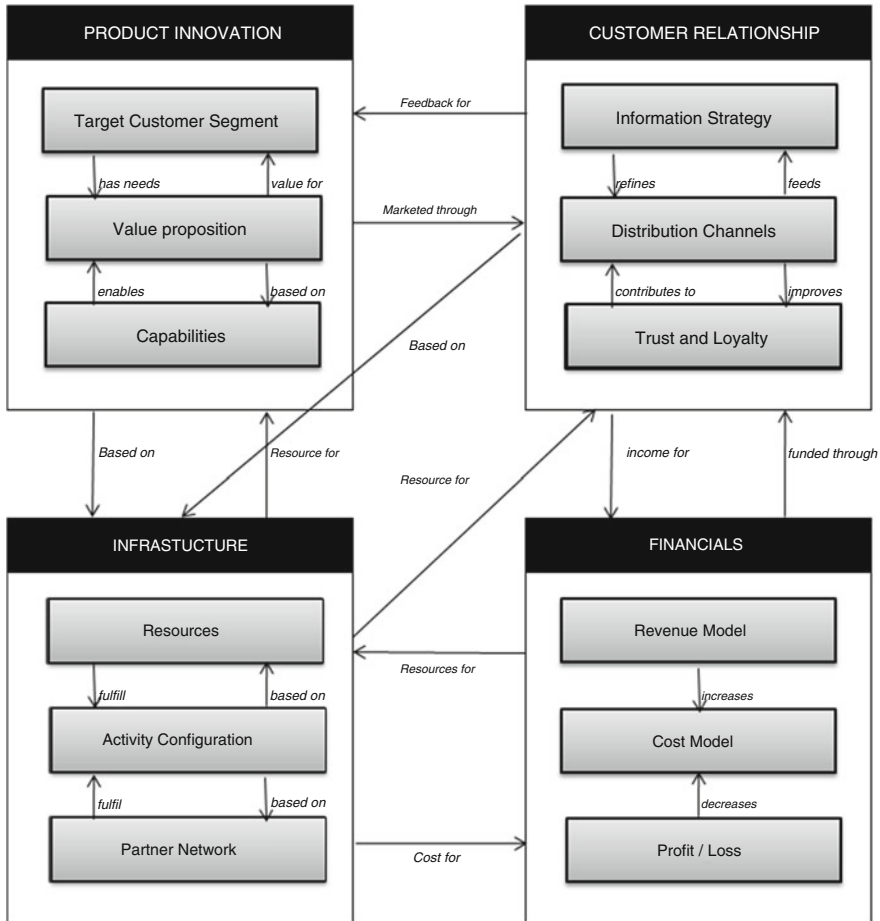 PRODUCT INNOVATION
Target Customer Segment
has needs
value for
Value proposition
enables
based on
Capabilities
Feedback for
Marketed through
Based on
CUSTOMER RELATIONSHIP
Information Strategy
refines
feeds
Distribution Channels
contributes to
improves
Trust and Loyalty
Based on
Resource for
Resource for
income for
funded through
INFRASTUCTURE
Resources
fulfill
based on
Activity Configuration
fulfil
based on
Partner Network
Resources for
Cost for
FINANCIALS
Revenue Model
increases
Cost Model
decreases
Profit / Loss